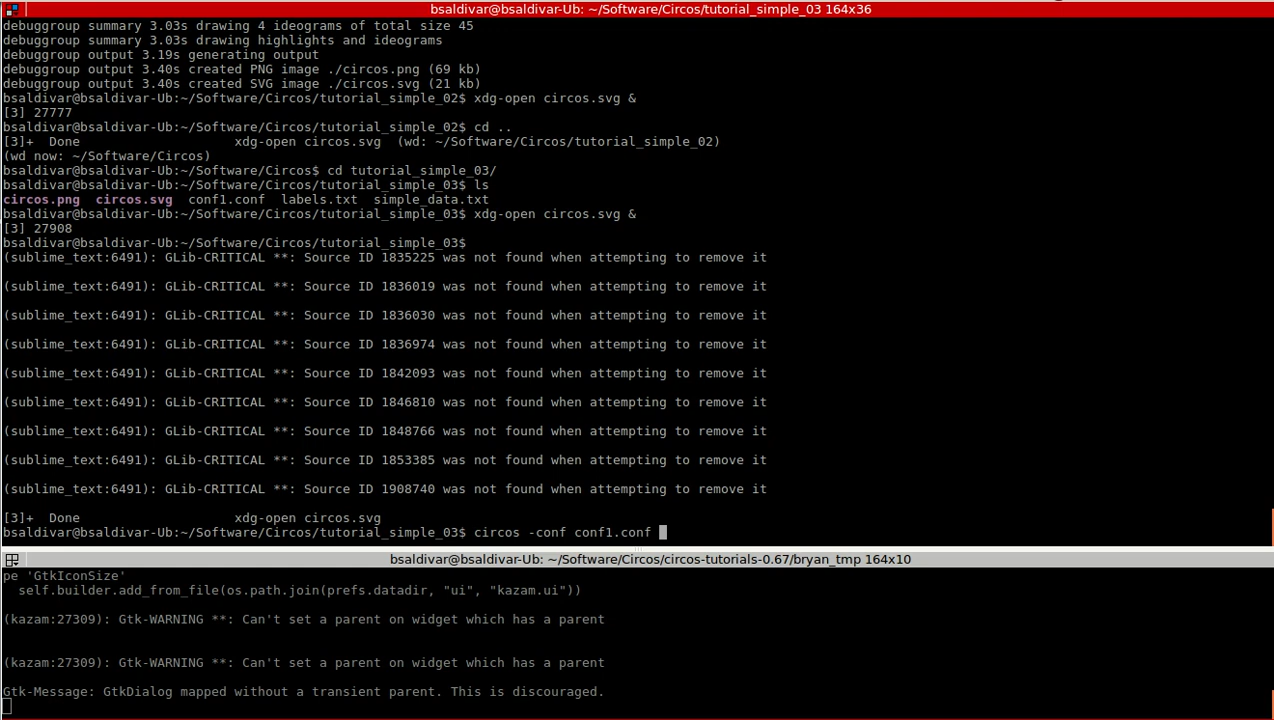 bsaldivar@bsaldivar-Ub: ~/Software/Circos/tutorial_simple_03 164x36
debuggroup summary 3.03s drawing 4 ideograms of total size 45
debuggroup summary 3.03s drawing highlights and ideograms
debuggroup output 3.19s generating output
debuggroup output 3.40s created PNG image ./circos.png (69 kb)
debuggroup output 3.40s created SVG image ./circos.svg (21 kb)
bsaldivar@bsaldivar-Ub:~/Software/Circos/tutorial_simple_02$ xdg-open circos.svg &
[3] 27777
bsaldivar@bsaldivar-Ub:~/Software/Circos/tutorial_simple_02$ cd ..
[3]+  Done                    xdg-open circos.svg  (wd: ~/Software/Circos/tutorial_simple_02)
(wd now: ~/Software/Circos)
bsaldivar@bsaldivar-Ub:~/Software/Circos$ cd tutorial_simple_03/
bsaldivar@bsaldivar-Ub:~/Software/Circos/tutorial_simple_03$ ls
circos.png  circos.svg  conf1.conf  labels.txt  simple_data.txt
bsaldivar@bsaldivar-Ub:~/Software/Circos/tutorial_simple_03$ xdg-open circos.svg &
[3] 27908
bsaldivar@bsaldivar-Ub:~/Software/Circos/tutorial_simple_03$
(sublime_text:6491): GLib-CRITICAL **: Source ID 1835225 was not found when attempting to remove it
(sublime_text:6491): GLib-CRITICAL **: Source ID 1836019 was not found when attempting to remove it
(sublime_text:6491): GLib-CRITICAL **: Source ID 1836030 was not found when attempting to remove it
(sublime_text:6491): GLib-CRITICAL **: Source ID 1836974 was not found when attempting to remove it
(sublime_text:6491): GLib-CRITICAL **: Source ID 1842093 was not found when attempting to remove it
(sublime_text:6491): GLib-CRITICAL **: Source ID 1846810 was not found when attempting to remove it
(sublime_text:6491): GLib-CRITICAL **: Source ID 1848766 was not found when attempting to remove it
(sublime_text:6491): GLib-CRITICAL **: Source ID 1853385 was not found when attempting to remove it
(sublime_text:6491): GLib-CRITICAL **: Source ID 1908740 was not found when attempting to remove it
[3]+  Done                    xdg-open circos.svg
bsaldivar@bsaldivar-Ub:~/Software/Circos/tutorial_simple_03$ circos -conf conf1.conf
bsaldivar@bsaldivar-Ub: ~/Software/Circos/circos-tutorials-0.67/bryan_tmp 164x10
pe 'GtkIconSize'
  self.builder.add_from_file(os.path.join(prefs.datadir, "ui", "kazam.ui"))
(kazam:27309): Gtk-WARNING **: Can't set a parent on widget which has a parent
(kazam:27309): Gtk-WARNING **: Can't set a parent on widget which has a parent
Gtk-Message: GtkDialog mapped without a transient parent. This is discouraged.